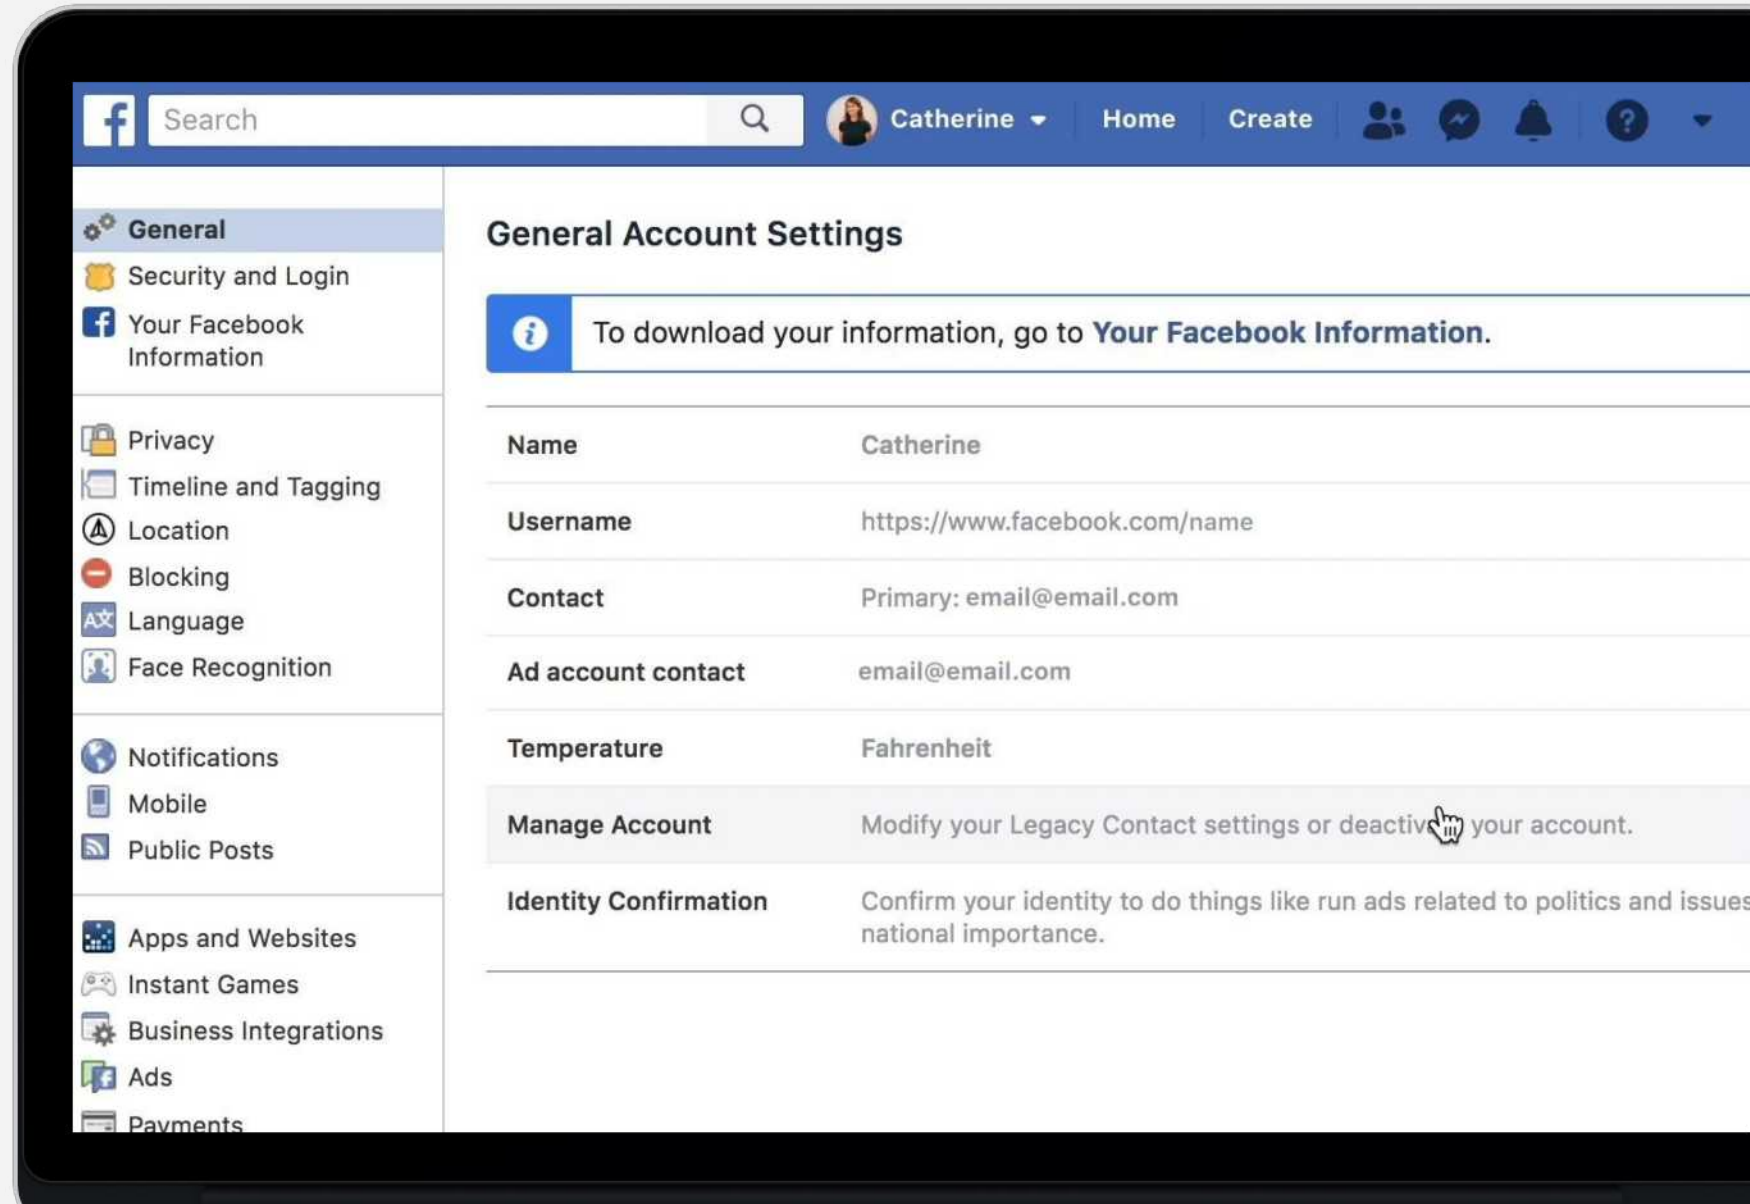 Search
Catherine
Home
Create
General
Security and Login
Your Facebook
Information
Privacy
Timeline and Tagging
Location
Blocking
Language
Face Recognition
Notifications
Mobile
Public Posts
Apps and Websites
Instant Games
Business Integrations
Ads
Payments
General Account Settings
To download your information, go to Your Facebook Information.
Name Catherine
Username https://www.facebook.com/name
Contact Primary: email@email.com
Ad account contact email@email.com
Temperature Fahrenheit
Manage Account Modify your Legacy Contact settings or your account.
Identity Confirmation Confirm your identity to do things like run ads related to politics and issues
national importance.